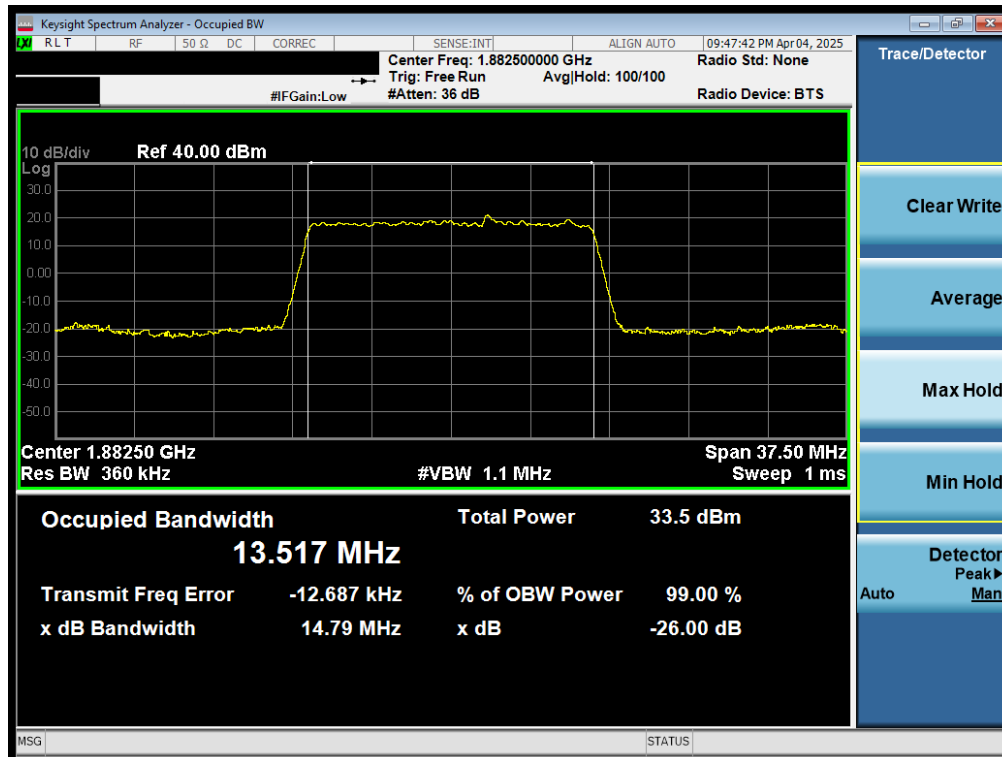 Keysight Spectrum Analyzer - Occupied BW
LXI RLT RF 50 Ω DC CORREC SENSE:INT ALIGN AUTO 09:47:42 PM Apr 04, 2025
Center Freq: 1.882500000 GHz Radio Std: None
Trig: Free Run Avg|Hold: 100/100
#IFGain:Low #Atten: 36 dB Radio Device: BTS
10 dB/div Ref 40.00 dBm
Log
30.0
20.0
10.0
0.00
-10.0
-20.0
-30.0
-40.0
-50.0
Center 1.88250 GHz Span 37.50 MHz
Res BW 360 kHz #VBW 1.1 MHz Sweep 1 ms
Occupied Bandwidth Total Power 33.5 dBm
13.517 MHz
Transmit Freq Error -12.687 kHz % of OBW Power 99.00 %
x dB Bandwidth 14.79 MHz x dB -26.00 dB
MSG STATUS
Trace/Detector
Clear Write
Average
Max Hold
Min Hold
Detector
Peak▶
Auto Man